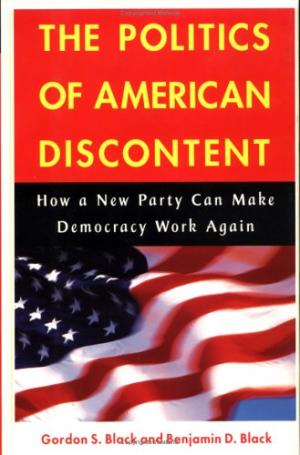 THE POLITICS
OF AMERICAN
DISCONTENT
How a New Party Can Make
Democracy Work Again
Gordon S. Black and Benjamin D. Black